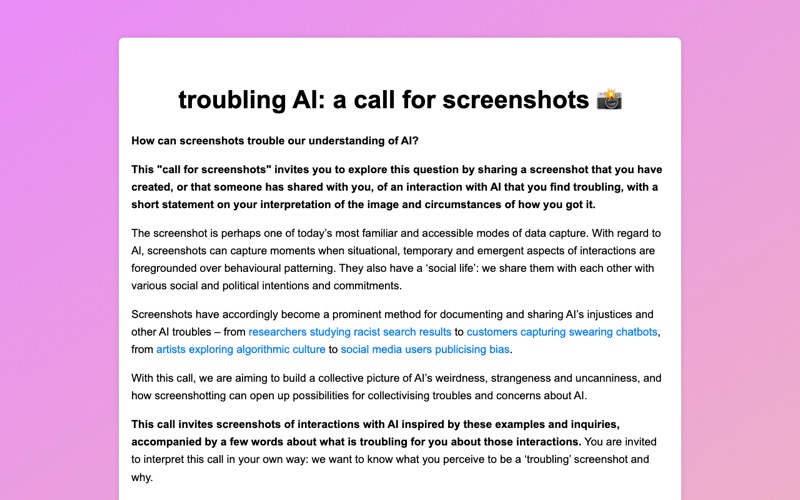 troubling AI: a call for screenshots 📸
How can screenshots trouble our understanding of AI?
This "call for screenshots" invites you to explore this question by sharing a screenshot that you have
created, or that someone has shared with you, of an interaction with AI that you find troubling, with a
short statement on your interpretation of the image and circumstances of how you got it.
The screenshot is perhaps one of today’s most familiar and accessible modes of data capture. With regard to
AI, screenshots can capture moments when situational, temporary and emergent aspects of interactions are
foregrounded over behavioural patterning. They also have a ‘social life’: we share them with each other with
various social and political intentions and commitments.
Screenshots have accordingly become a prominent method for documenting and sharing AI’s injustices and
other AI troubles – from researchers studying racist search results to customers capturing swearing chatbots,
from artists exploring algorithmic culture to social media users publicising bias.
With this call, we are aiming to build a collective picture of AI’s weirdness, strangeness and uncanniness, and
how screenshotting can open up possibilities for collectivising troubles and concerns about AI.
This call invites screenshots of interactions with AI inspired by these examples and inquiries,
accompanied by a few words about what is troubling for you about those interactions. You are invited
to interpret this call in your own way: we want to know what you perceive to be a ‘troubling’ screenshot and
why.